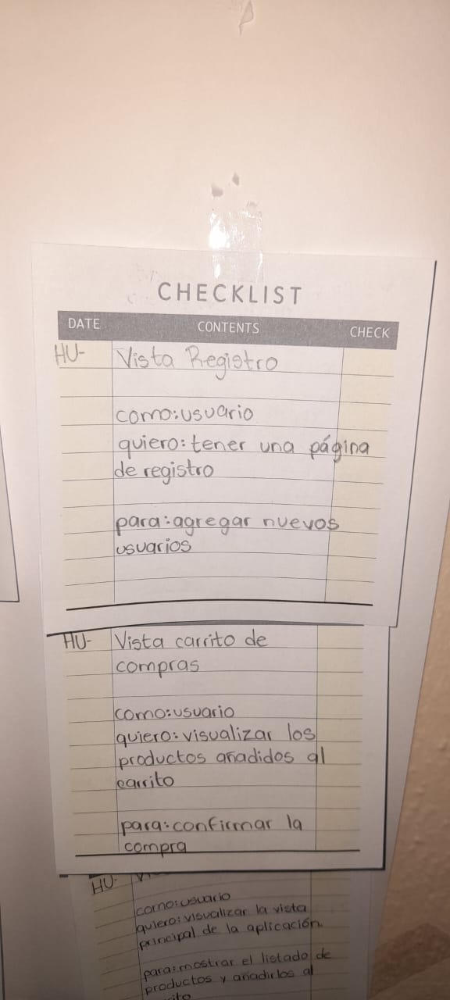 CHECKLIST
DATE CONTENTS CHECK
HU- Vista Registro
como:usuario
quiero:tener una página
de registro
para:agregar nuevos
usuarios
HU- Vista carrito de
compras
como:usuario
quiero:visualizar los
productos añadidos al
carrito
para:confirmar la
compra
HU-
como:usuario
quiero:visualizar la vista
principal de la aplicación.
para:mostrar el listado de
productos y añadirlos al